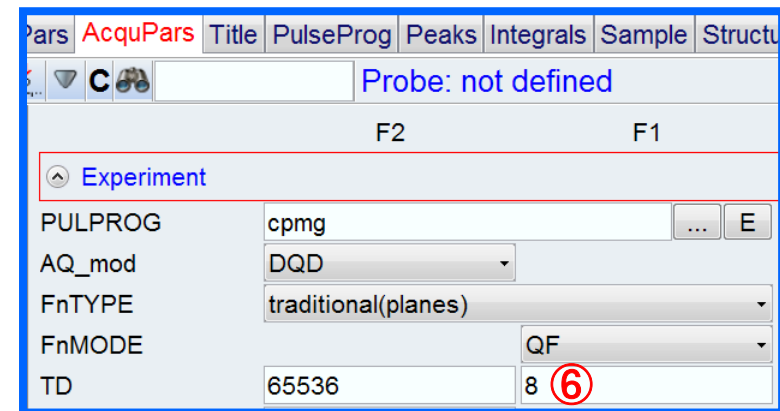 Pars AcquPars Title PulsePROg Peaks Integrals Sample Structu
C Probe: not defined
F2 F1
Experiment
PULPROG cpmg ... E
AQ_mod DQD
FnTYPE traditional(planes)
FnMODE QF
TD 65536 8 ⑥